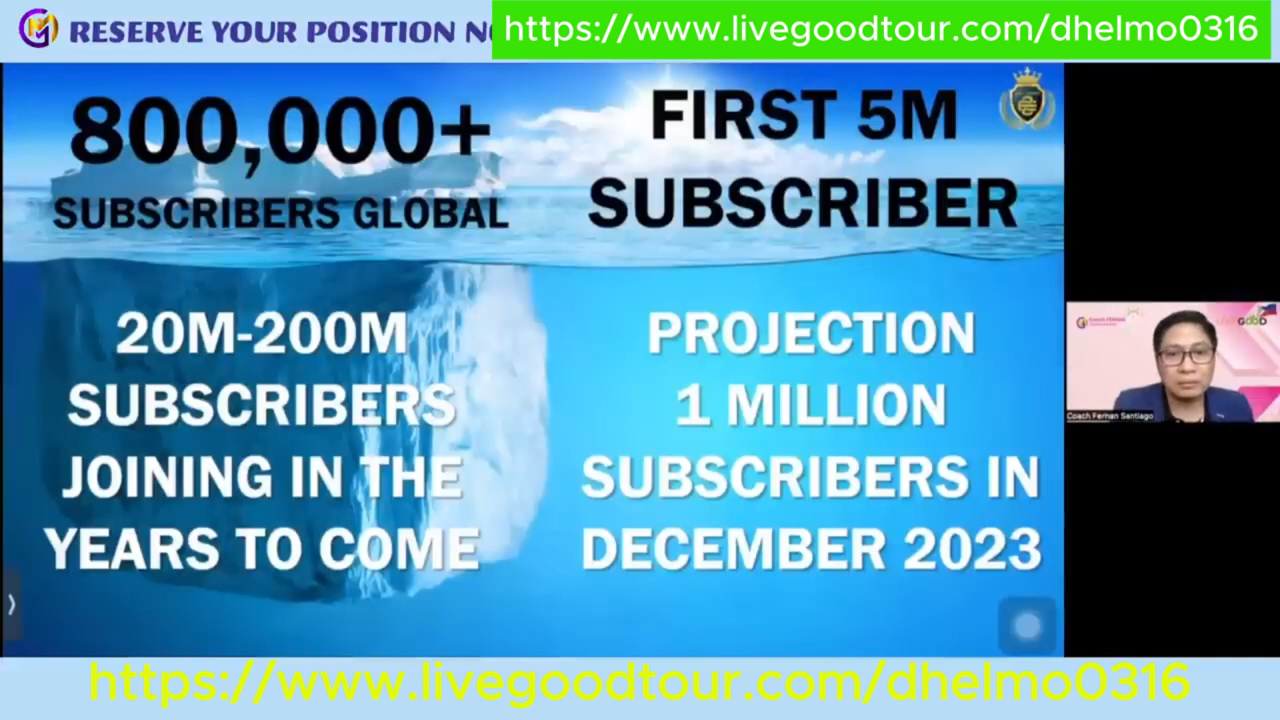 RESERVE YOUR POSITION
https://www.livegoodtour.com/dhelmo0316
800,000+
SUBSCRIBERS GLOBAL
FIRST 5M
SUBSCRIBER
20M-200M
SUBSCRIBERS
JOINING IN THE
YEARS TO COME
PROJECTION
1 MILLION
SUBSCRIBERS IN
DECEMBER 2023
Coach Fernan Santiago
https://www.livegoodtour.com/dhelmo0316